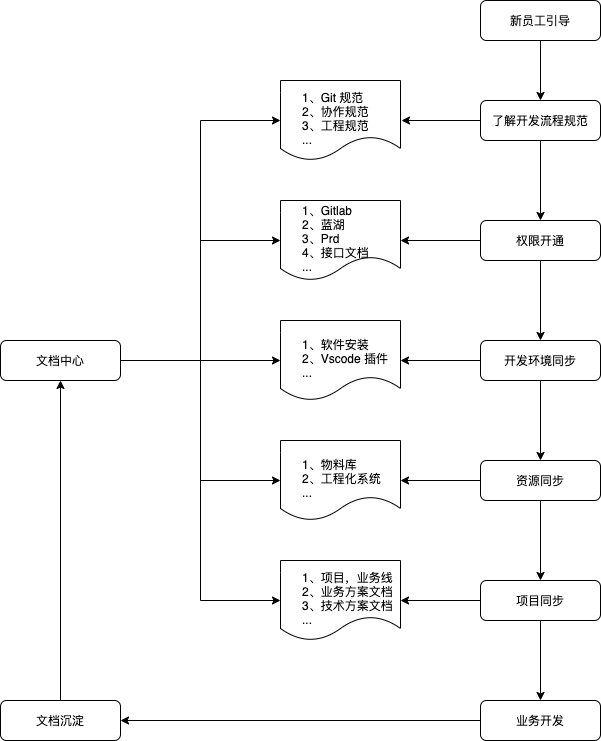 新员工引导
1、Git 规范
2、协作规范
3、工程规范
...
了解开发流程规范
1、Gitlab
2、蓝湖
3、Prd
4、接口文档
...
权限开通
文档中心
1、软件安装
2、Vscode 插件
...
开发环境同步
1、物料库
2、工程化系统
...
资源同步
1、项目，业务线
2、业务方案文档
3、技术方案文档
...
项目同步
文档沉淀
业务开发